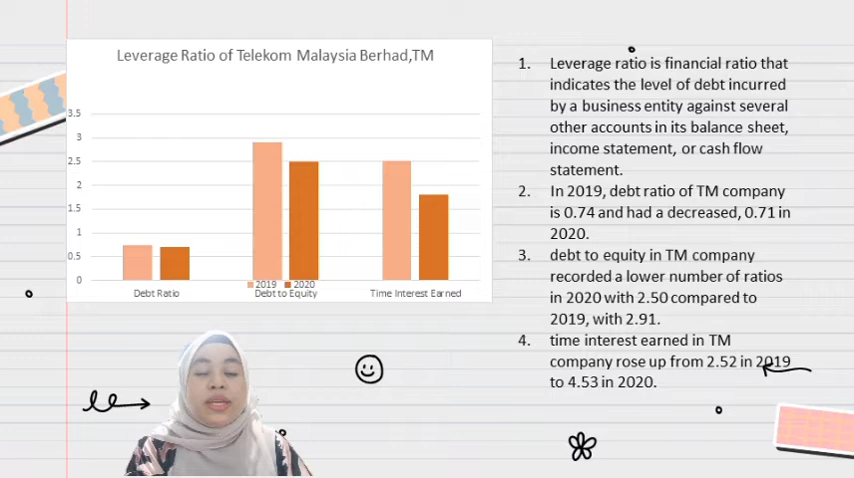 Leverage Ratio of Telekom Malaysia Berhad,TM
3.5
3
2.5
2
1.5
1
0.5
0
2019 2020
Debt Ratio Debt to Equity Time Interest Earned
1. Leverage ratio is financial ratio that
indicates the level of debt incurred
by a business entity against several
other accounts in its balance sheet,
income statement, or cash flow
statement.
2. In 2019, debt ratio of TM company
is 0.74 and had a decreased, 0.71 in
2020.
3. debt to equity in TM company
recorded a lower number of ratios
in 2020 with 2.50 compared to
2019, with 2.91.
4. time interest earned in TM
company rose up from 2.52 in 2019
to 4.53 in 2020.